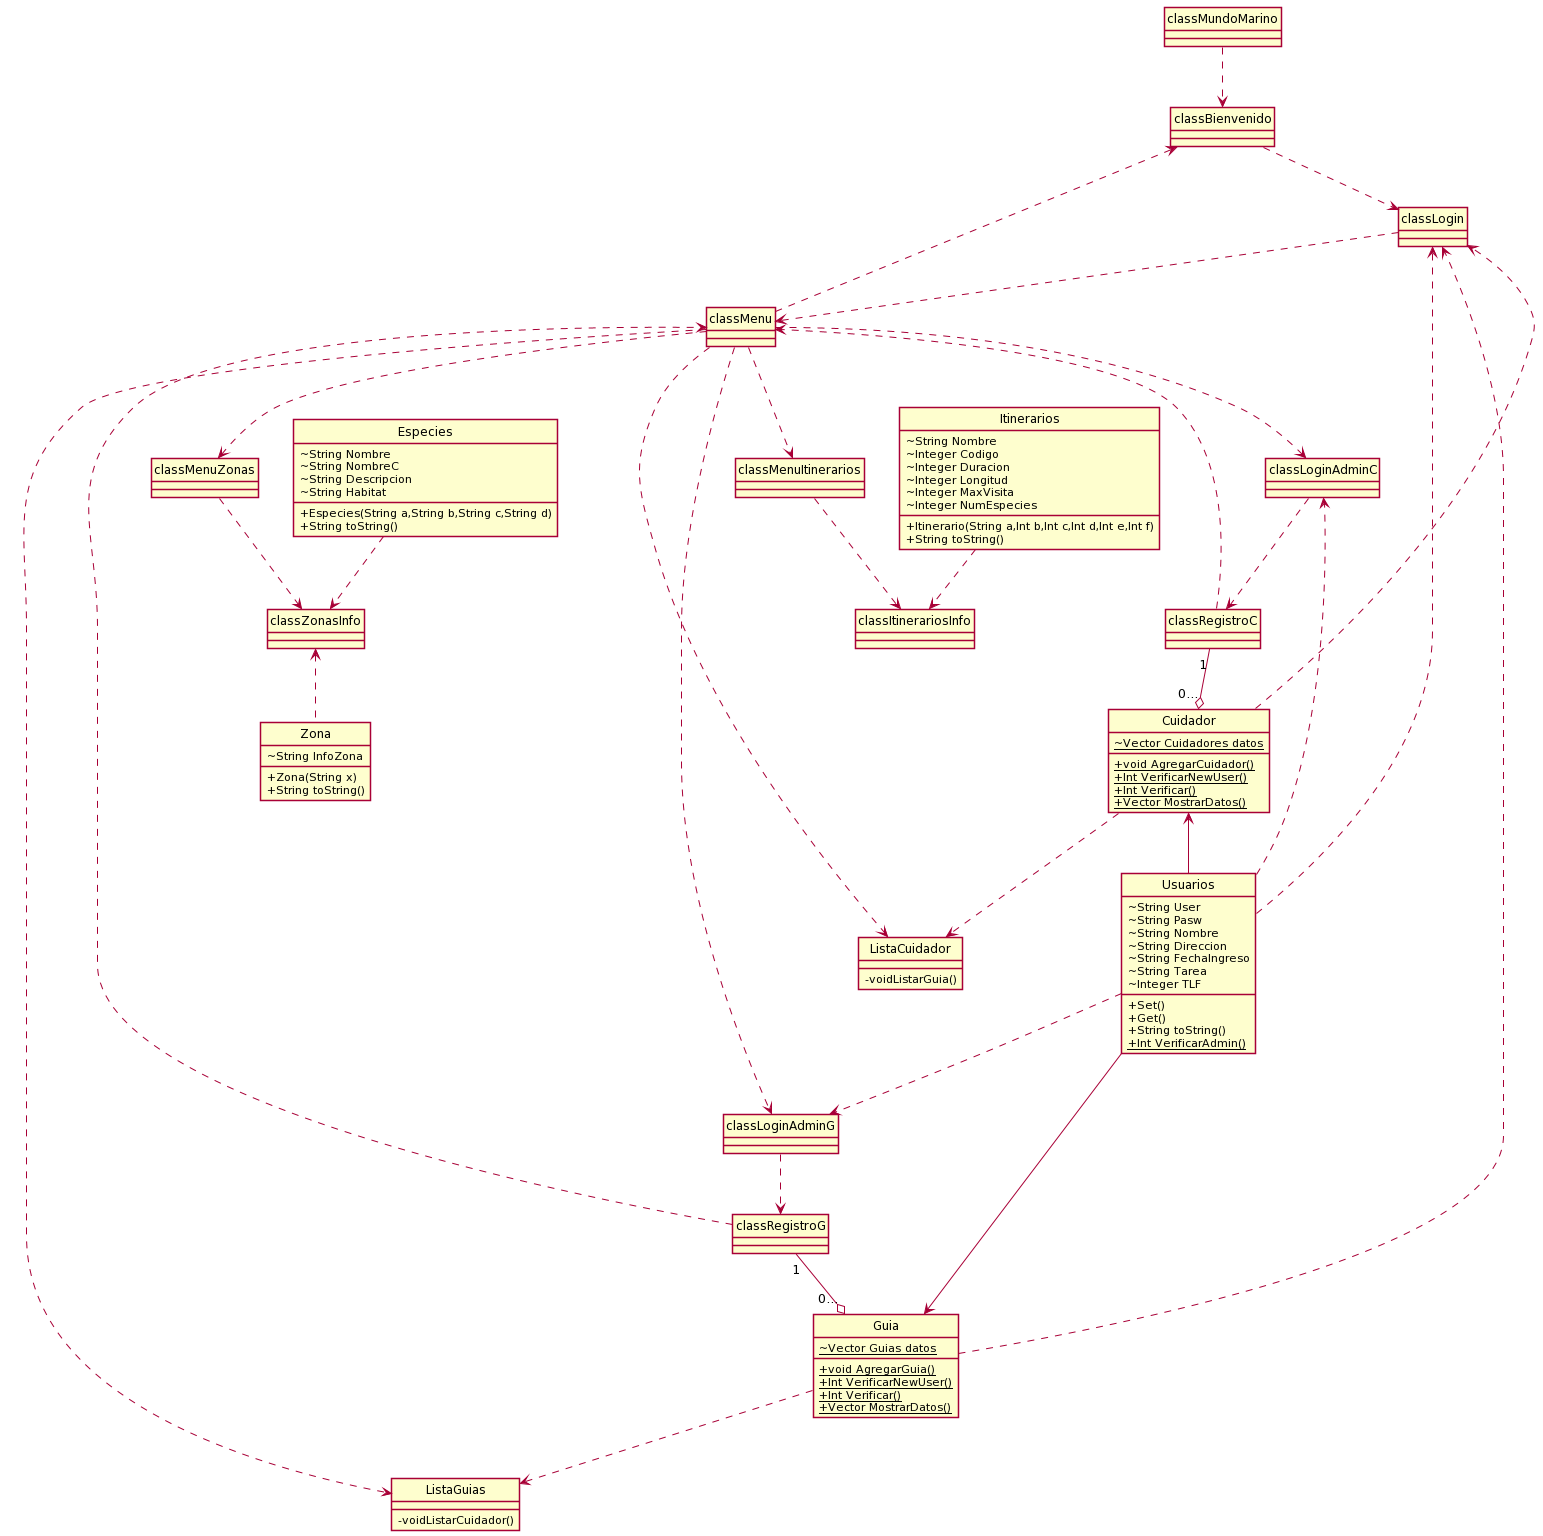 classMundoMarino
classBienvenido
classLogin
classMenu
classMenuZonas
Especies
~String Nombre
~String NombreC
~String Descripcion
~String Habitat
+Especies(String a,String b,String c,String d)
+String toString()
classMenuItinerarios
Itinerarios
~String Nombre
~Integer Codigo
~Integer Duracion
~Integer Longitud
~Integer MaxVisita
~Integer NumEspecies
+Itinerario(String a,Int b,Int c,Int d,Int e,Int f)
+String toString()
classLoginAdminC
classZonasInfo
classItinerariosInfo
classRegistroC
1
0...
Zona
~String InfoZona
+Zona(String x)
+String toString()
Cuidador
~Vector Cuidadores datos
+void AgregarCuidador()
+Int VerificarNewUser()
+Int Verificar()
+Vector MostrarDatos()
ListaCuidador
-voidListarGuia()
Usuarios
~String User
~String Pasw
~String Nombre
~String Direccion
~String FechaIngreso
~String Tarea
~Integer TLF
+Set()
+Get()
+String toString()
+Int VerificarAdmin()
classLoginAdminG
classRegistroG
1
0...
Guia
~Vector Guias datos
+void AgregarGuia()
+Int VerificarNewUser()
+Int Verificar()
+Vector MostrarDatos()
ListaGuias
-voidListarCuidador()